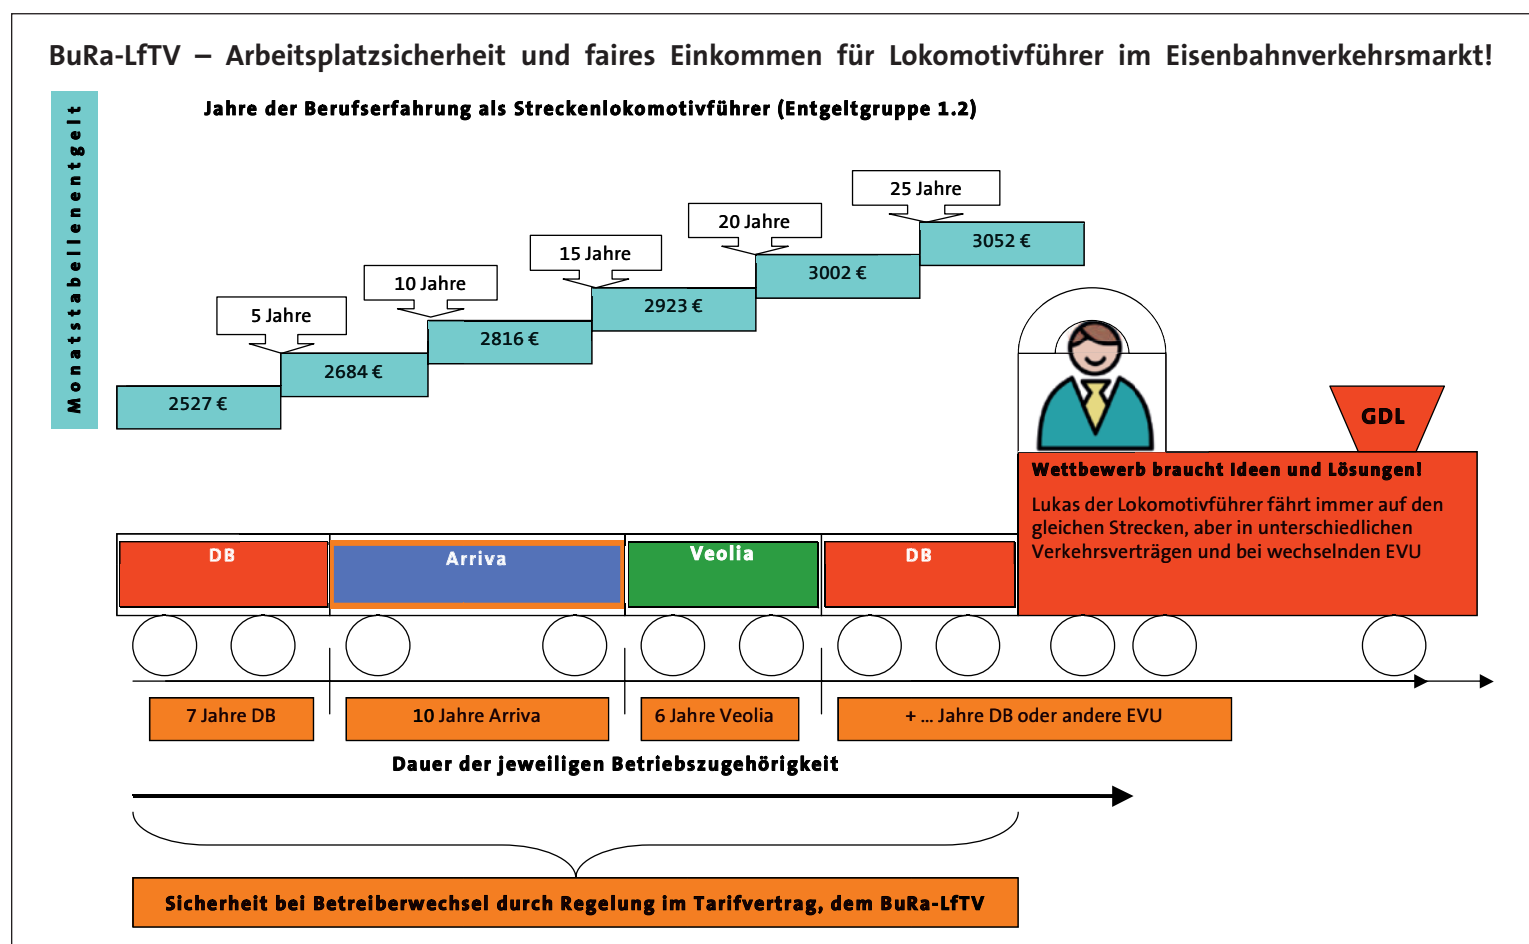 BuRa-LfTV – Arbeitsplatzsicherheit und faires Einkommen für Lokomotivführer im Eisenbahnverkehrsmarkt!
Monatstabellenentgelt
Jahre der Berufserfahrung als Streckenlokomotivführer (Entgeltgruppe 1.2)
25 Jahre
20 Jahre
15 Jahre
10 Jahre
5 Jahre
3052 €
3002 €
2923 €
2816 €
2684 €
2527 €
GDL
Wettbewerb braucht Ideen und Lösungen!
Lukas der Lokomotivführer fährt immer auf den
gleichen Strecken, aber in unterschiedlichen
Verkehrsverträgen und bei wechselnden EVU
DB
Arriva
Veolia
DB
7 Jahre DB
10 Jahre Arriva
6 Jahre Veolia
+ ... Jahre DB oder andere EVU
Dauer der jeweiligen Betriebszugehörigkeit
Sicherheit bei Betreiberwechsel durch Regelung im Tarifvertrag, dem BuRa-LfTV